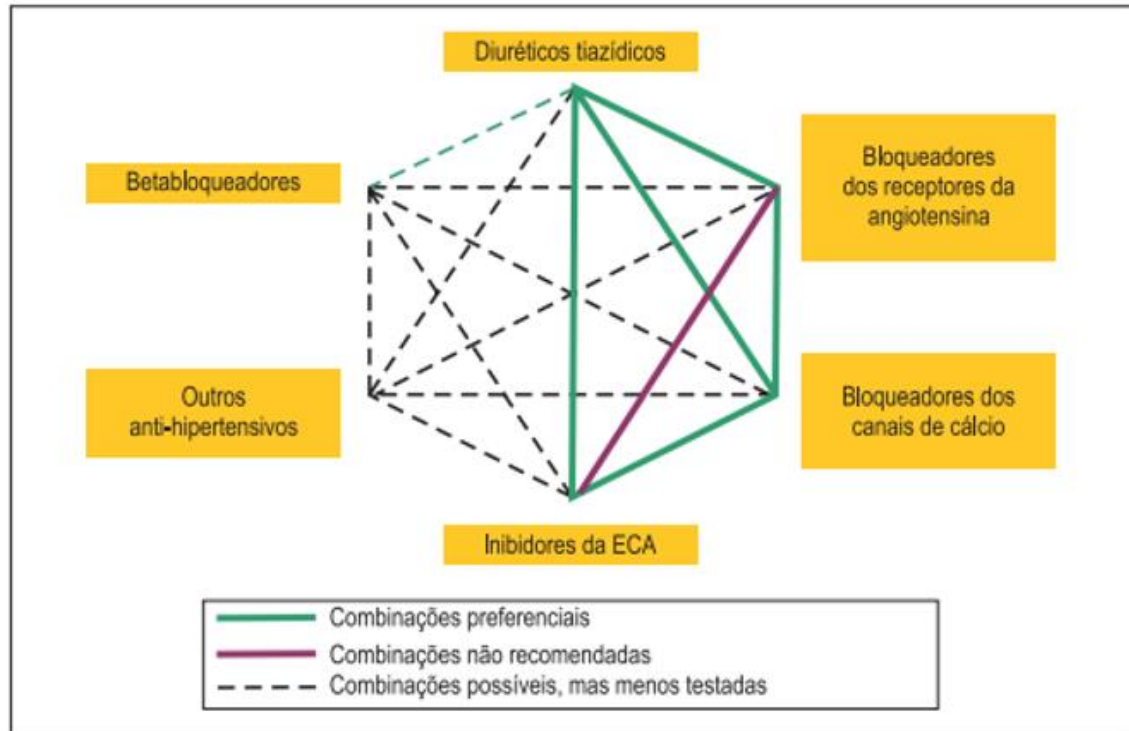 Diuréticos tiazídicos
Betabloqueadores
Bloqueadores
dos receptores da
angiotensina
Outros
anti-hipertensivos
Bloqueadores dos
canais de cálcio
Inibidores da ECA
Combinações preferenciais
Combinações não recomendadas
Combinações possíveis, mas menos testadas